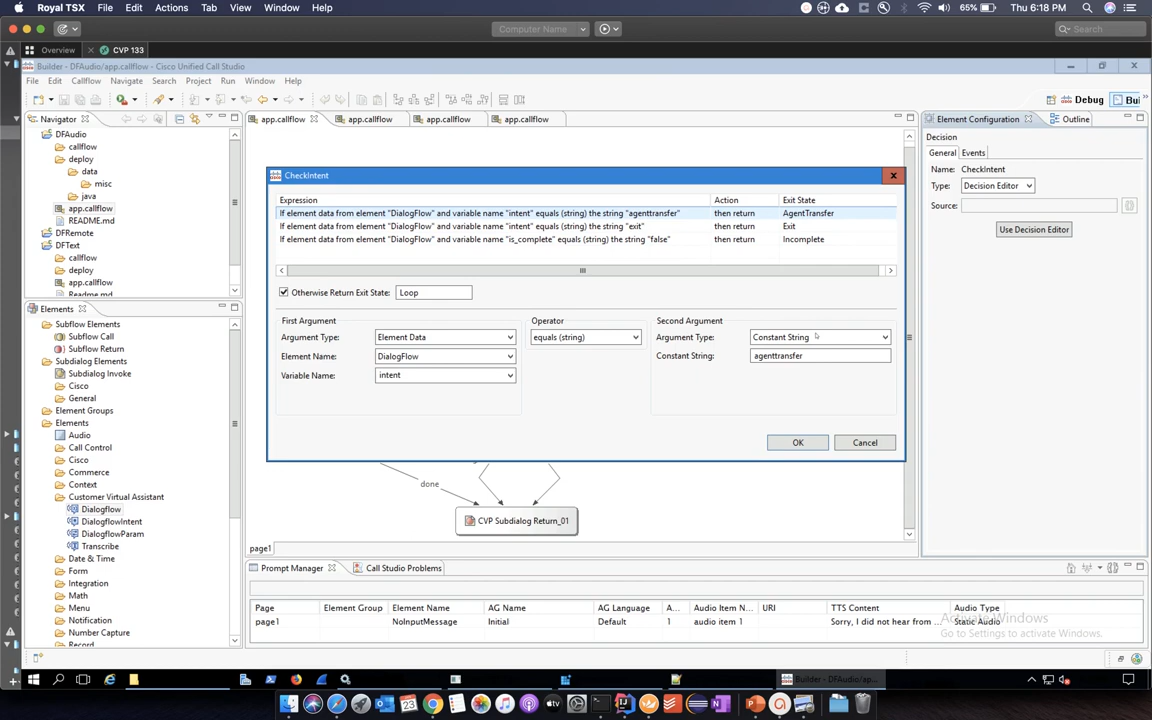 Royal TSX File Edit Actions Tab View Window Help 65% Thu 6:18 PM
Computer Name Search
Overview CVP 133
Builder - DFAudio/app.callflow - Cisco Unified Call Studio
File Edit Callflow Navigate Search Project Run Window Help
Debug Bui
Navigator app.callflow app.callflow app.callflow app.callflow Element Configuration Outline
DFAudio
callflow
deploy
data
misc
java
app.callflow
README.md
DFRemote
DFText
callflow
deploy
app.callflow
Readme.md
Elements
Subflow Elements
Subflow Call
Subflow Return
Subdialog Elements
Subdialog Invoke
Cisco
General
Element Groups
Elements
Audio
Call Control
Cisco
Commerce
Context
Customer Virtual Assistant
Dialogflow
DialogflowIntent
DialogflowParam
Transcribe
Date & Time
Form
Integration
Math
Menu
Notification
Number Capture
Record
CheckIntent
Expression Action Exit State
If element data from element "DialogFlow" and variable name "intent" equals (string) the string "agenttransfer" then return AgentTransfer
If element data from element "DialogFlow" and variable name "intent" equals (string) the string "exit" then return Exit
If element data from element "DialogFlow" and variable name "is_complete" equals (string) the string "false" then return Incomplete
Otherwise Return Exit State: Loop
First Argument Operator Second Argument
Argument Type: Element Data equals (string) Argument Type: Constant String
Element Name: DialogFlow Constant String: agenttransfer
Variable Name: intent
OK Cancel
done
CVP Subdialog Return_01
page1
Decision
General Events
Name: CheckIntent
Type: Decision Editor
Source:
Use Decision Editor
Prompt Manager Call Studio Problems
Page Element Group Element Name AG Name AG Language A... Audio Item N... URI TTS Content Audio Type
page1 NoInputMessage Initial Default 1 audio item 1 Sorry, I did not hear from ... Static Audio
Activate Windows
Go to Settings to activate Windows.
Builder - DFAudio/ap...